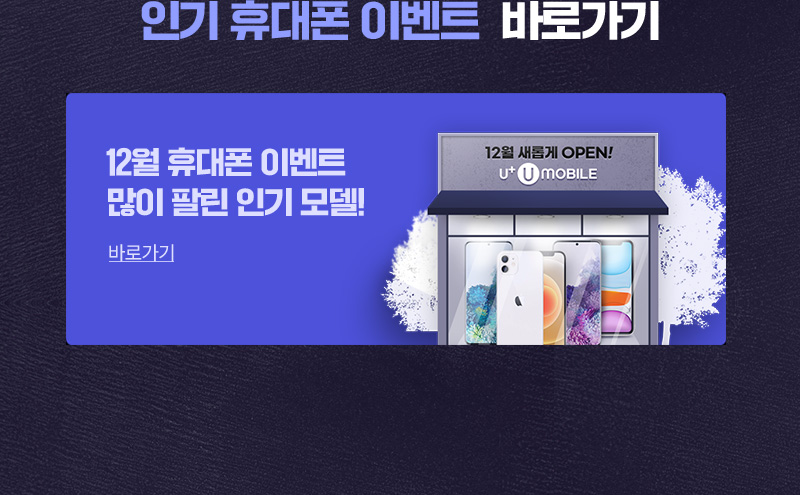 인기 휴대폰 이벤트 바로가기
12월 휴대폰 이벤트
많이 팔린 인기 모델!
바로가기
12월 새롭게 OPEN!
U+ U MOBILE